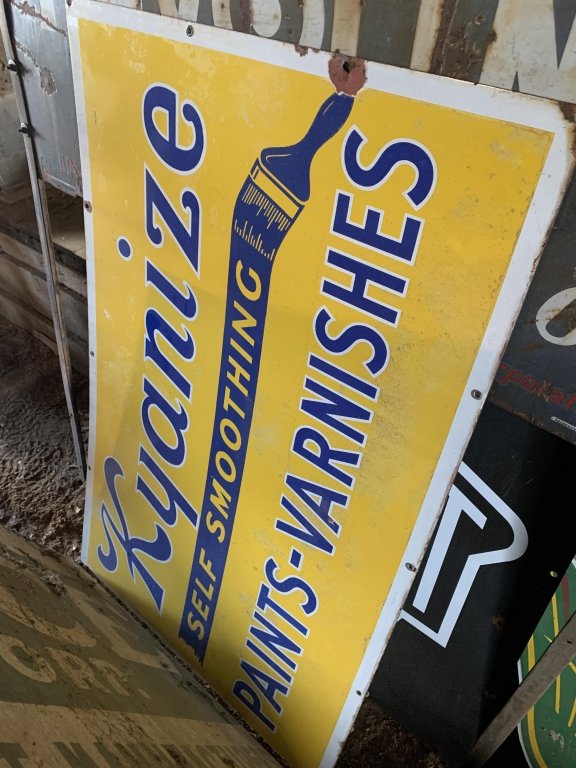 Kyanize
SELF SMOOTHING
PAINTS-VARNISHES